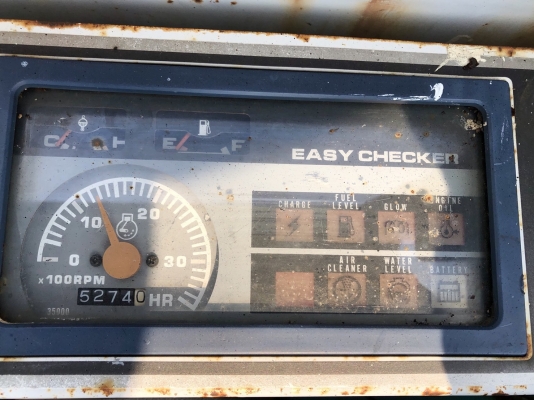 C H E F
EASY CHECKER
CHARGE FUEL LEVEL GLOW ENGINE OIL
10 20
0 30
×100RPM
AIR CLEANER WATER LEVEL BATTERY
52740 HR
35000